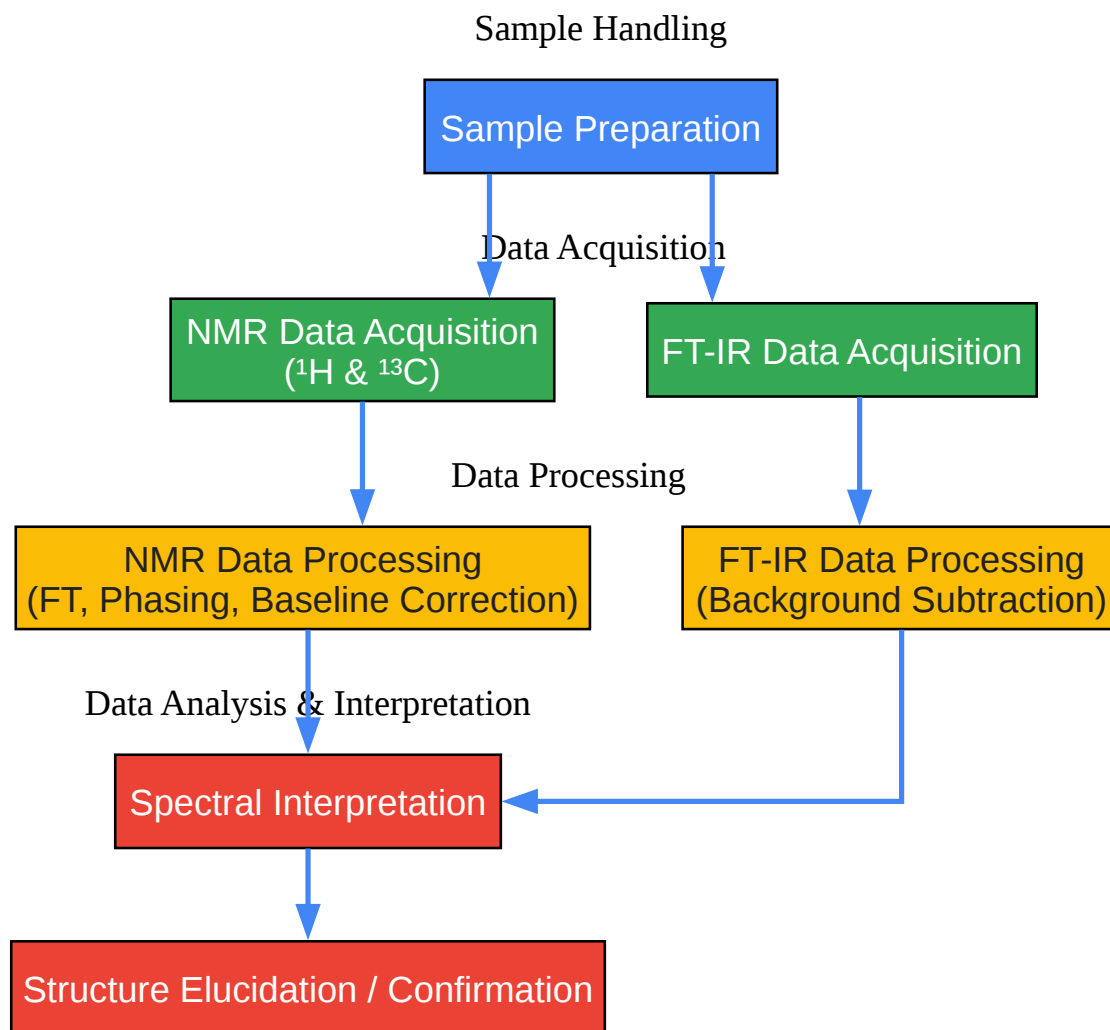 Sample Handling
Sample Preparation
Data Acquisition
NMR Data Acquisition
(¹H & ¹³C)
FT-IR Data Acquisition
Data Processing
NMR Data Processing
(FT, Phasing, Baseline Correction)
FT-IR Data Processing
(Background Subtraction)
Data Analysis & Interpretation
Spectral Interpretation
Structure Elucidation / Confirmation